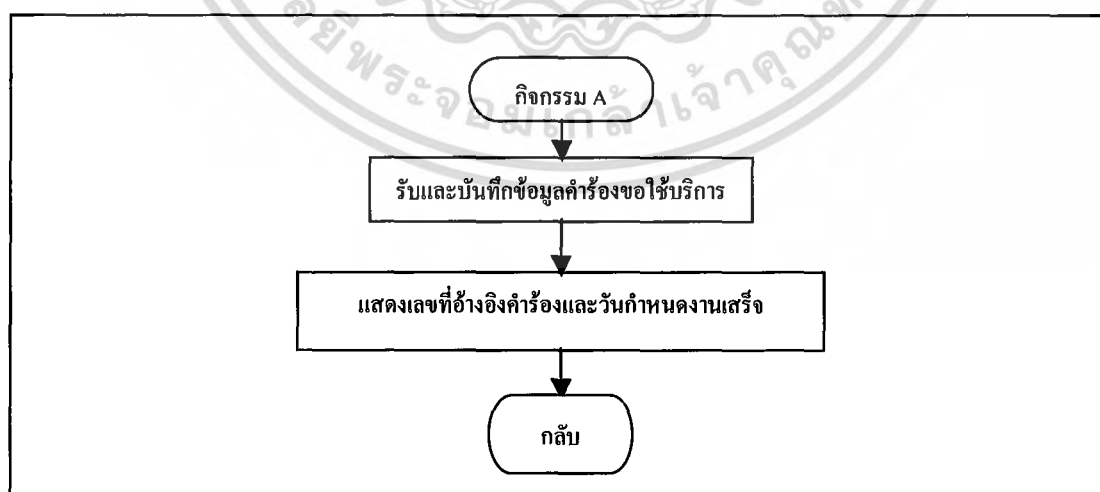 กิจกรรม A
รับและบันทึกข้อมูลคำร้องขอใช้บริการ
แสดงเลขที่อ้างอิงคำร้องและวันกำหนดงานเสร็จ
กลับ